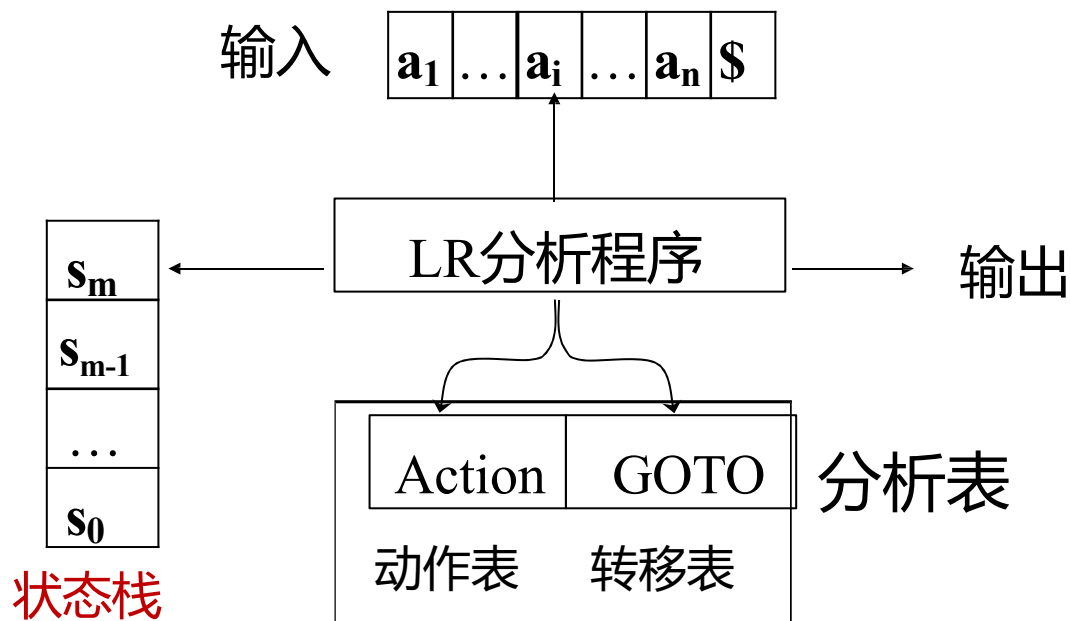 输入 a1 … ai … an $
LR分析程序
输出
sm
sm-1
…
s0
状态栈
Action GOTO
分析表
动作表 转移表